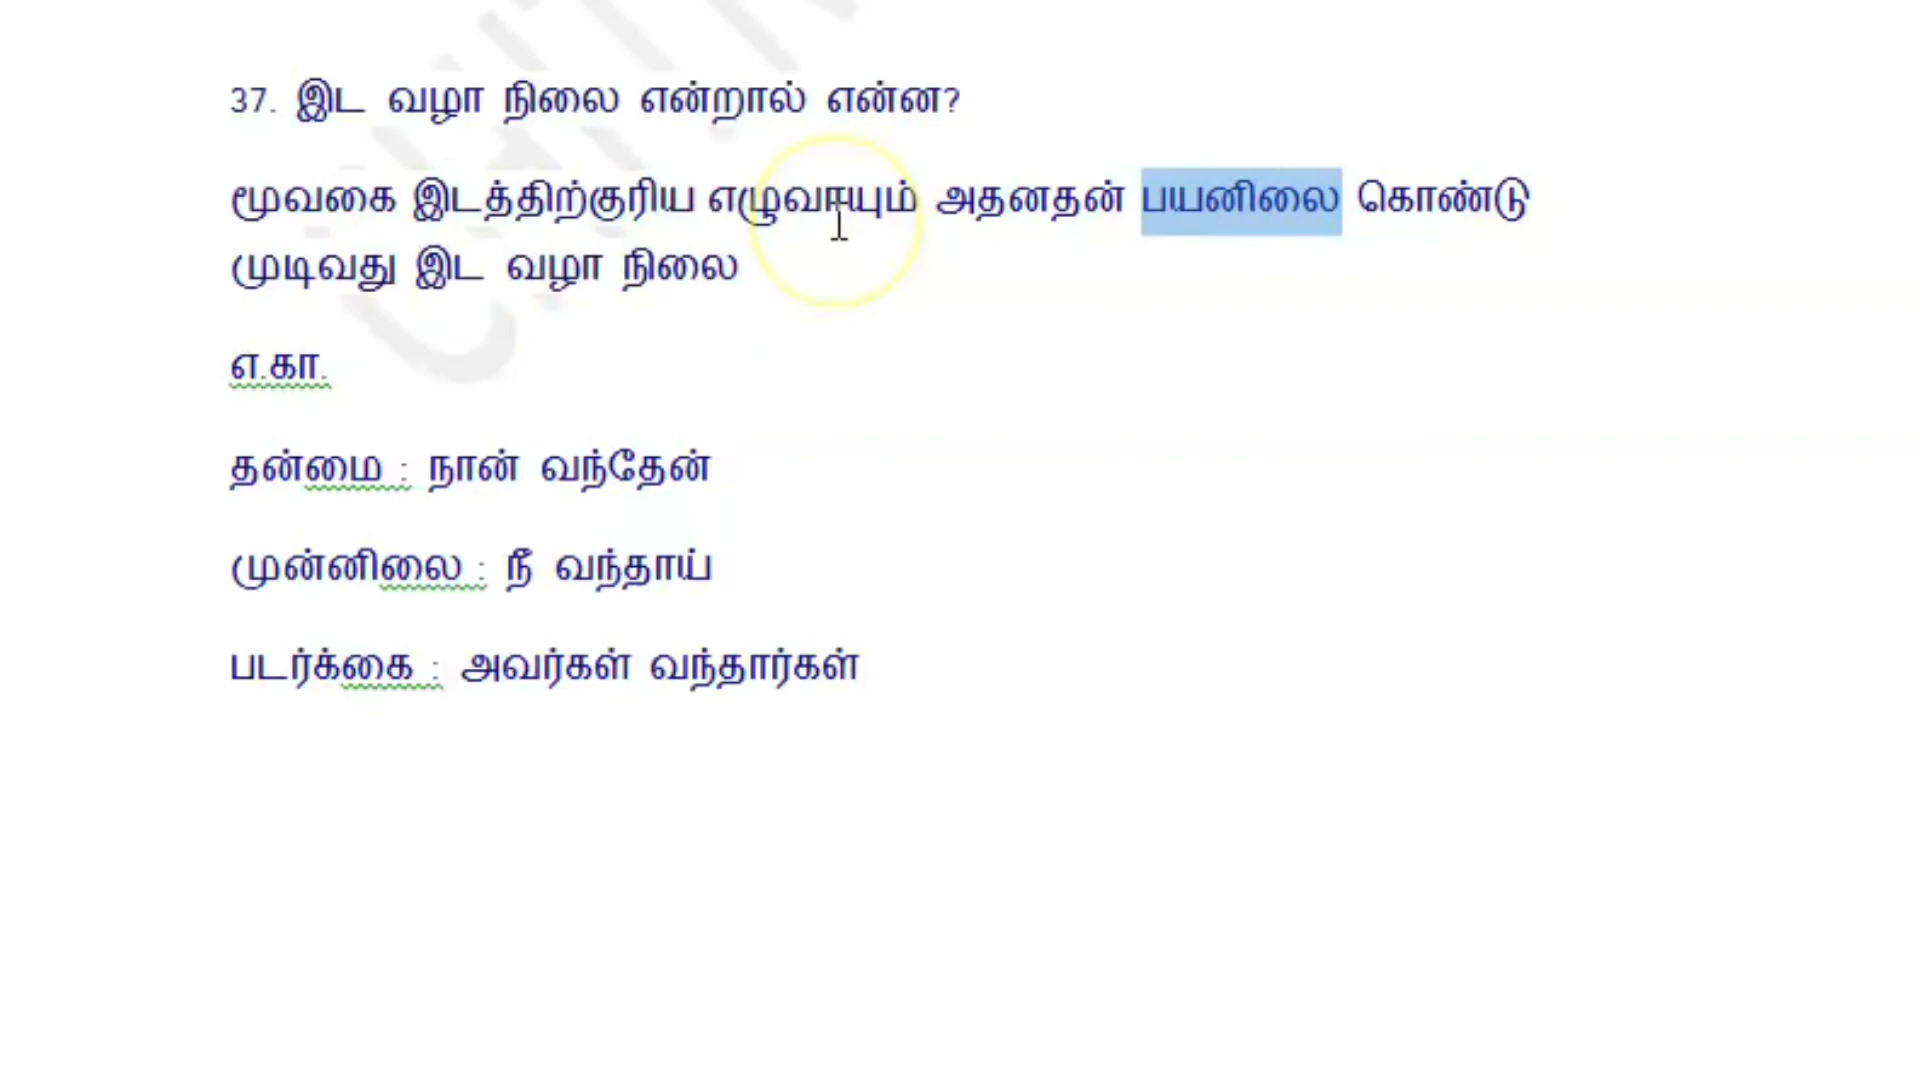 37. இட வழா நிலை என்றால் என்ன?
மூவகை இடத்திற்குரிய எழுவாயும் அதனதன் பயனிலை கொண்டு
முடிவது இட வழா நிலை
எ.கா.
தன்மை : நான் வந்தேன்
முன்னிலை : நீ வந்தாய்
படர்க்கை : அவர்கள் வந்தார்கள்